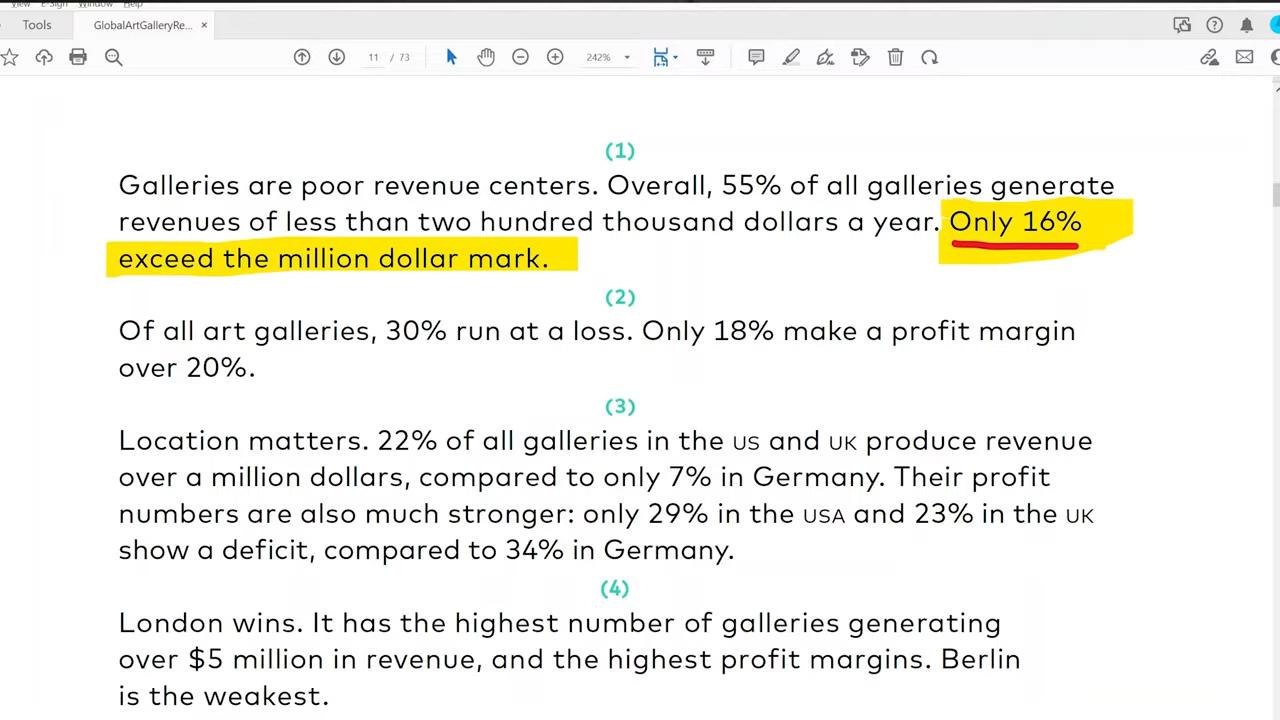 View E-Sign Window Help
Tools GlobalArtGalleryRe... ×
11 / 73 242%
(1)
Galleries are poor revenue centers. Overall, 55% of all galleries generate
revenues of less than two hundred thousand dollars a year. Only 16%
exceed the million dollar mark.
(2)
Of all art galleries, 30% run at a loss. Only 18% make a profit margin
over 20%.
(3)
Location matters. 22% of all galleries in the US and UK produce revenue
over a million dollars, compared to only 7% in Germany. Their profit
numbers are also much stronger: only 29% in the USA and 23% in the UK
show a deficit, compared to 34% in Germany.
(4)
London wins. It has the highest number of galleries generating
over $5 million in revenue, and the highest profit margins. Berlin
is the weakest.